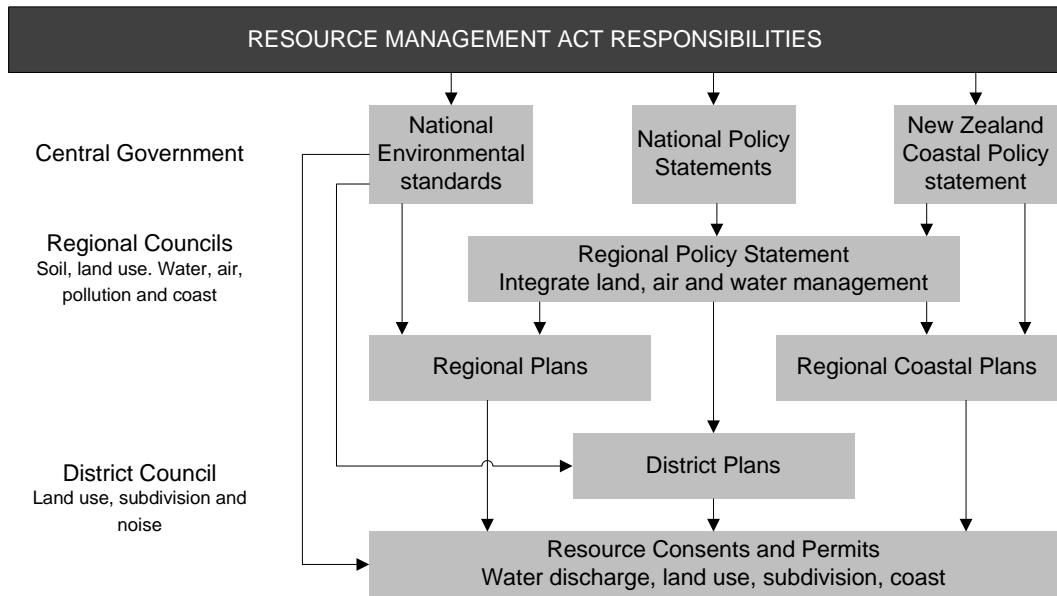 RESOURCE MANAGEMENT ACT RESPONSIBILITIES
Central Government
National
Environmental
standards
National Policy
Statements
New Zealand
Coastal Policy
statement
Regional Councils
Soil, land use. Water, air,
pollution and coast
Regional Policy Statement
Integrate land, air and water management
Regional Plans
Regional Coastal Plans
District Council
Land use, subdivision and
noise
District Plans
Resource Consents and Permits
Water discharge, land use, subdivision, coast